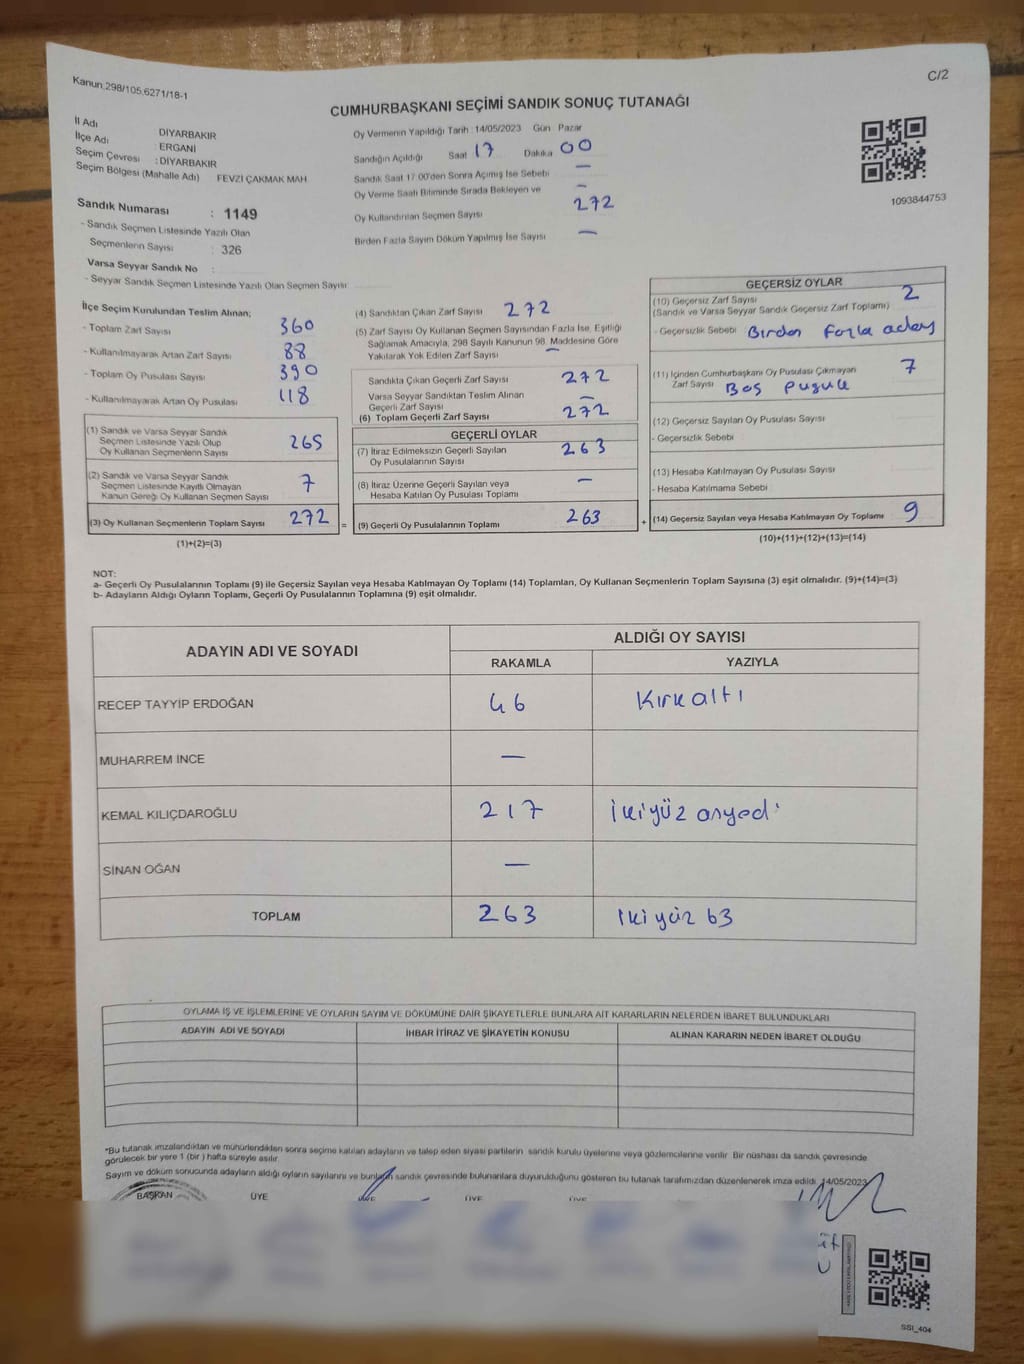 Kanun.298/105.6271/18-1
C/2
CUMHURBAŞKANI SEÇİMİ SANDIK SONUÇ TUTANAĞI
İl Adı DİYARBAKIR
İlçe Adı : ERGANİ
Seçim Çevresi : DİYARBAKIR
Seçim Bölgesi (Mahalle Adı) FEVZİ ÇAKMAK MAH.
Sandık Numarası : 1149
- Sandık Seçmen Listesinde Yazılı Olan
Seçmenlerin Sayısı : 326
Varsa Seyyar Sandık No :
- Seyyar Sandık Seçmen Listesinde Yazılı Olan Seçmen Sayısı:
Oy Vermenin Yapıldığı Tarih : 14/05/2023 Gün Pazar
Sandığın Açıldığı Saat 17 Dakika 00
Sandık Saat 17:00'den Sonra Açımış İse Sebebi —
Oy Verme Saati Bitiminde Sırada Bekleyen ve —
Oy Kullandırılan Seçmen Sayısı 272
Birden Fazla Sayım Döküm Yapılmış İse Sayısı —
1093844753
İlçe Seçim Kurulundan Teslim Alınan;
- Toplam Zarf Sayısı 360
- Kullanılmayarak Artan Zarf Sayısı 88
- Toplam Oy Pusulası Sayısı 390
- Kullanılmayarak Artan Oy Pusulası 118
(1) Sandık ve Varsa Seyyar Sandık
Seçmen Listesinde Yazılı Olup
Oy Kullanan Seçmenlerin Sayısı 265
(2) Sandık ve Varsa Seyyar Sandık
Seçmen Listesinde Kayıtlı Olmayan
Kanun Gereği Oy Kullanan Seçmen Sayısı 7
(3) Oy Kullanan Seçmenlerin Toplam Sayısı 272
(1)+(2)=(3)
(4) Sandıktan Çıkan Zarf Sayısı 272
(5) Zarf Sayısı Oy Kullanan Seçmen Sayısından Fazla İse, Eşitliği
Sağlamak Amacıyla, 298 Sayılı Kanunun 98. Maddesine Göre
Yakılarak Yok Edilen Zarf Sayısı —
Sandıkta Çıkan Geçerli Zarf Sayısı 272
Varsa Seyyar Sandıktan Teslim Alınan
Geçerli Zarf Sayısı —
(6) Toplam Geçerli Zarf Sayısı 272
GEÇERLİ OYLAR
(7) İtiraz Edilmeksizin Geçerli Sayılan
Oy Pusulalarının Sayısı 263
(8) İtiraz Üzerine Geçerli Sayılan veya
Hesaba Katılan Oy Pusulası Toplamı —
= (9) Geçerli Oy Pusulalarının Toplamı 263
GEÇERSİZ OYLAR
(10) Geçersiz Zarf Sayısı 2
(Sandık ve Varsa Seyyar Sandık Geçersiz Zarf Toplamı)
- Geçersizlik Sebebi Birden fazla aday
(11) İçinden Cumhurbaşkanı Oy Pusulası Çıkmayan
Zarf Sayısı Boş pusula 7
(12) Geçersiz Sayılan Oy Pusulası Sayısı
- Geçersizlik Sebebi
(13) Hesaba Katılmayan Oy Pusulası Sayısı
- Hesaba Katılmama Sebebi
+ (14) Geçersiz Sayılan veya Hesaba Katılmayan Oy Toplamı 9
(10)+(11)+(12)+(13)=(14)
NOT:
a- Geçerli Oy Pusulalarının Toplamı (9) ile Geçersiz Sayılan veya Hesaba Katılmayan Oy Toplamı (14) Toplamları, Oy Kullanan Seçmenlerin Toplam Sayısına (3) eşit olmalıdır. (9)+(14)=(3)
b- Adayların Aldığı Oyların Toplamı, Geçerli Oy Pusulalarının Toplamına (9) eşit olmalıdır.
ADAYIN ADI VE SOYADI
ALDIĞI OY SAYISI
RAKAMLA YAZIYLA
RECEP TAYYİP ERDOĞAN 46 Kırkaltı
MUHARREM İNCE —
KEMAL KILIÇDAROĞLU 217 İkiyüz onyedi
SİNAN OĞAN —
TOPLAM 263 İkiyüz 63
OYLAMA İŞ VE İŞLEMLERİNE VE OYLARIN SAYIM VE DÖKÜMÜNE DAİR ŞİKAYETLERLE BUNLARA AİT KARARLARIN NELERDEN İBARET BULUNDUKLARI
ADAYIN ADI VE SOYADI İHBAR İTİRAZ VE ŞİKAYETİN KONUSU ALINAN KARARIN NEDEN İBARET OLDUĞU
*Bu tutanak imzalandıktan ve mühürlendikten sonra seçime katılan adayların ve talep eden siyasi partilerin sandık kurulu üyelerine veya gözlemcilerine verilir. Bir nüshası da sandık çevresinde
görülecek bir yere 1 (bir ) hafta süreyle asılır.
Sayım ve döküm sonucunda adayların aldığı oyların sayılarını ve bunların sandık çevresinde bulunanlara duyurulduğunu gösteren bu tutanak tarafımızdan düzenlenerek imza edildi. 14/05/2023
BAŞKAN ÜYE ÜYE ÜYE ÜYE
SSI_404